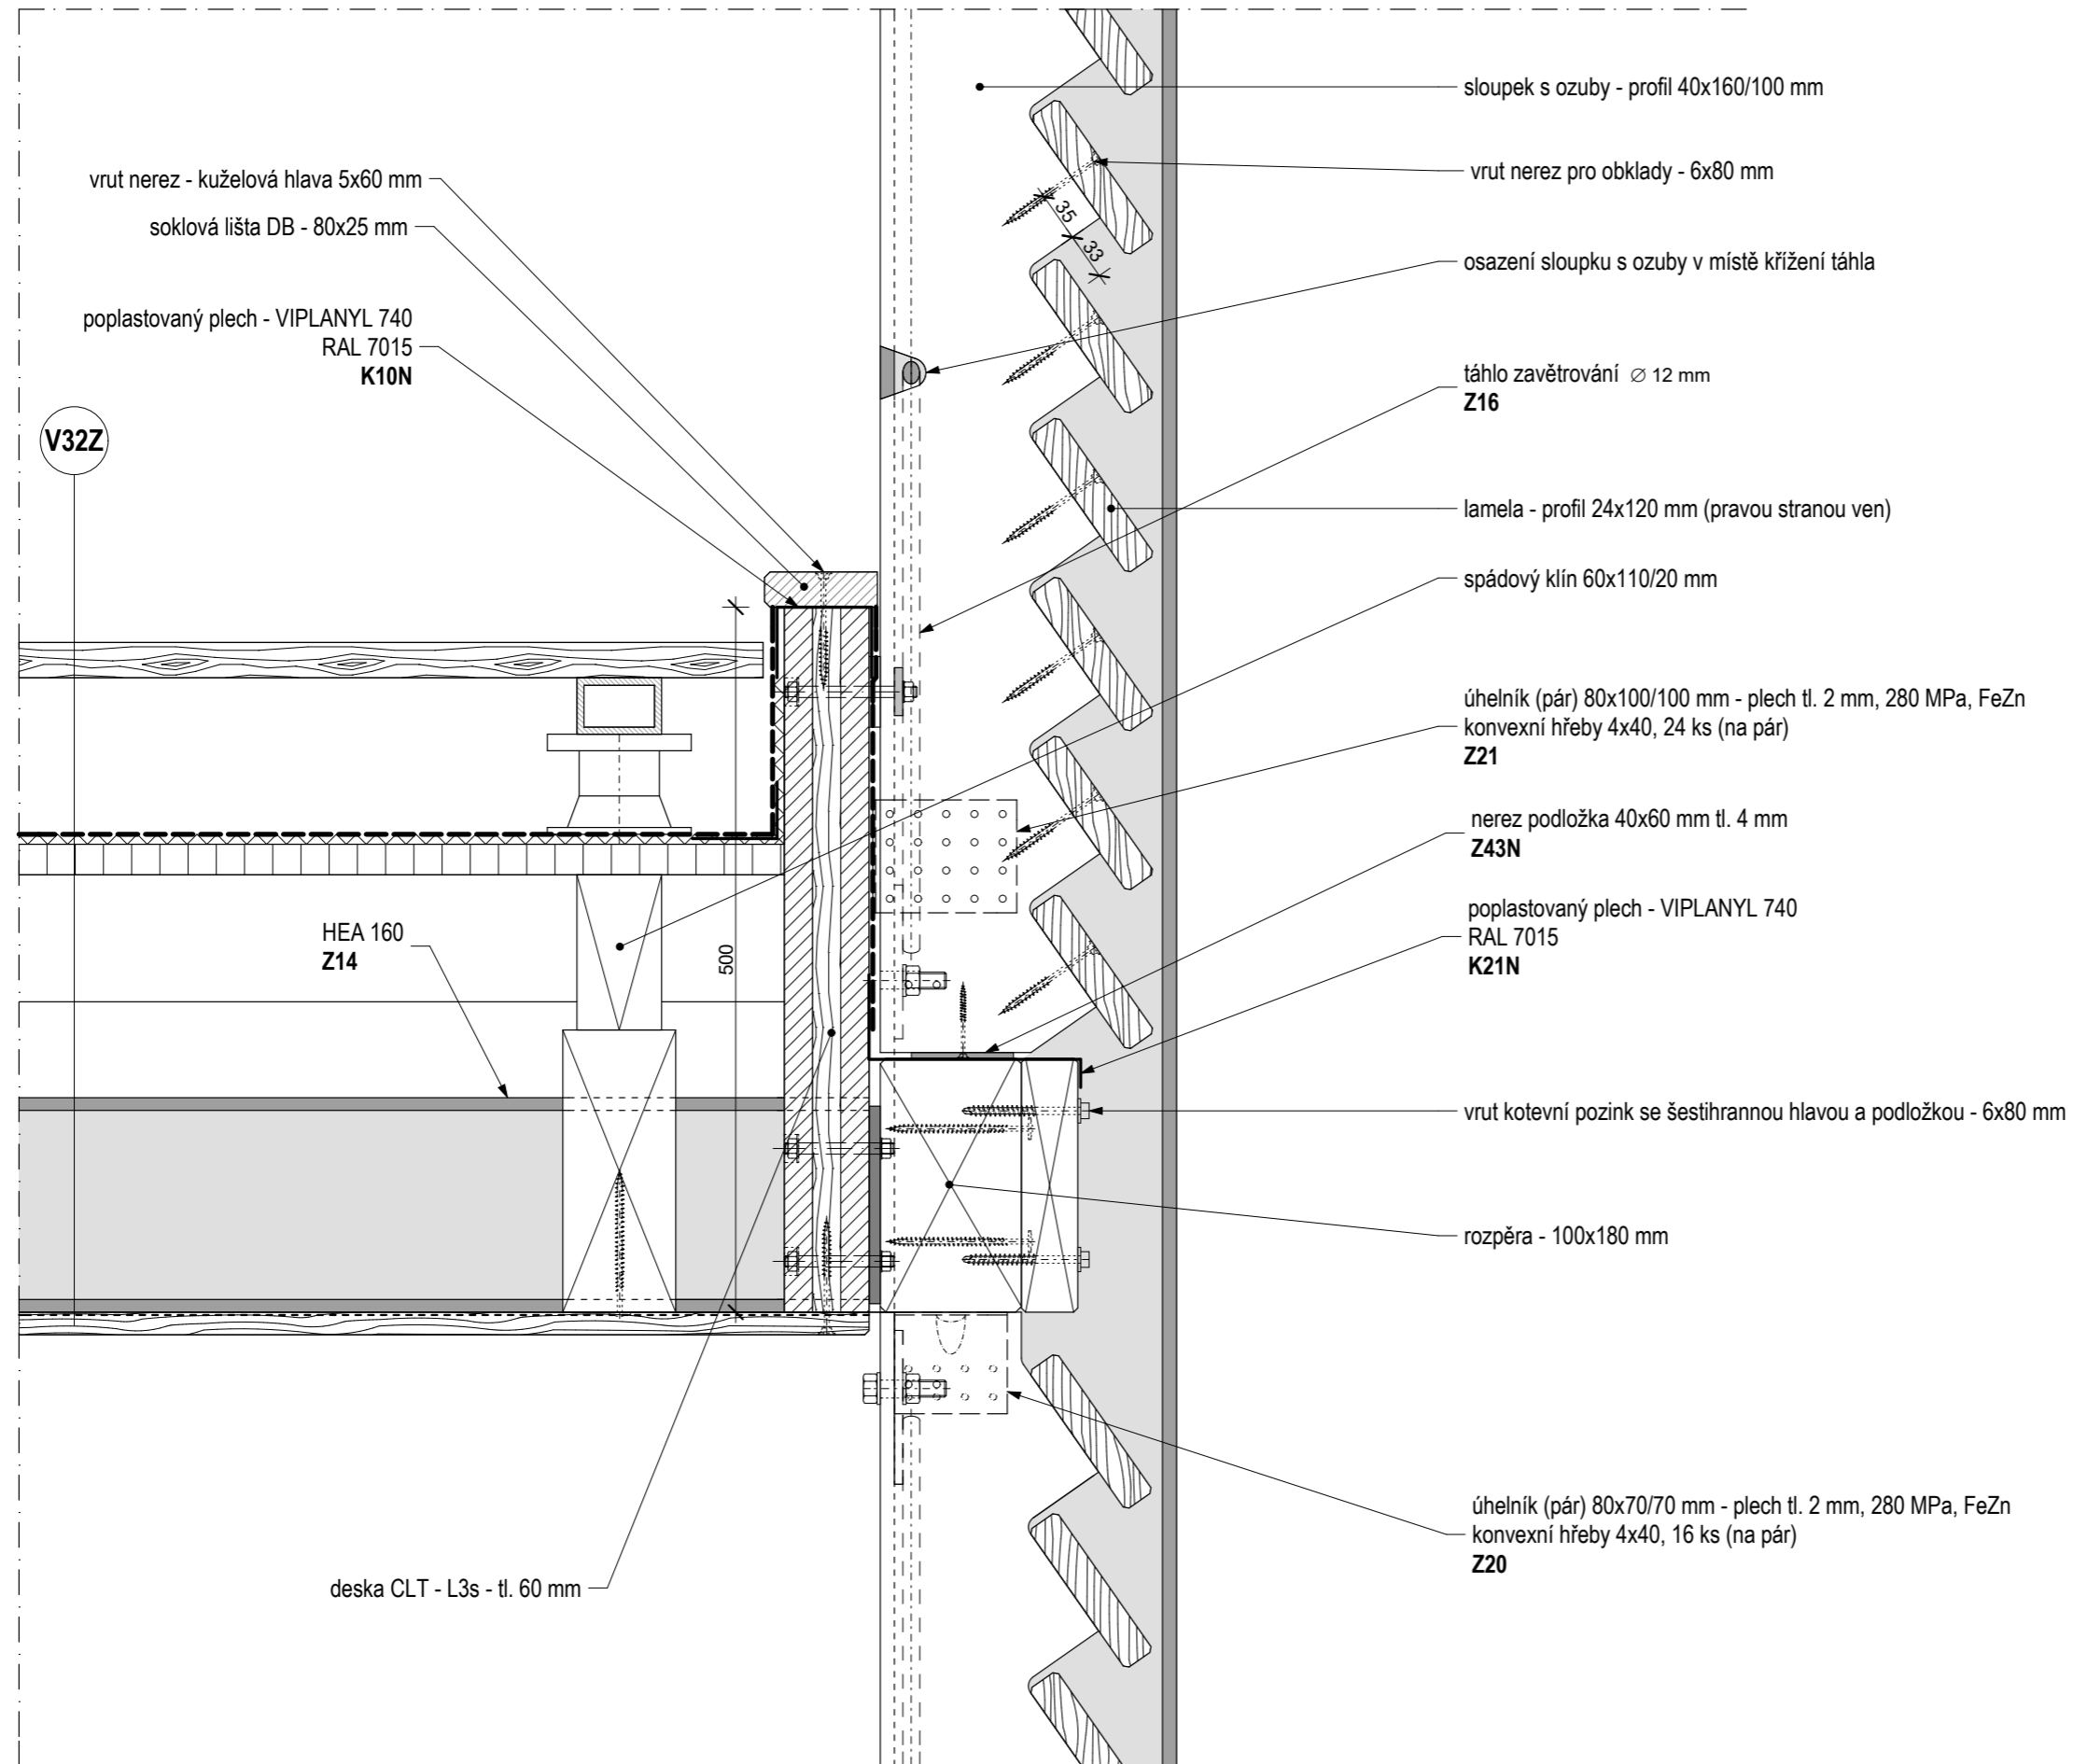 vrut nerez - kuželová hlava 5x60 mm
soklová lišta DB - 80x25 mm
poplastovaný plech - VIPLANYL 740
RAL 7015
K10N
V32Z
HEA 160
Z14
500
deska CLT - L3s - tl. 60 mm
35
33
sloupek s ozuby - profil 40x160/100 mm
vrut nerez pro obklady - 6x80 mm
osazení sloupku s ozuby v místě křížení táhla
táhlo zavětrování ∅ 12 mm
Z16
lamela - profil 24x120 mm (pravou stranou ven)
spádový klín 60x110/20 mm
úhelník (pár) 80x100/100 mm - plech tl. 2 mm, 280 MPa, FeZn
konvexní hřeby 4x40, 24 ks (na pár)
Z21
nerez podložka 40x60 mm tl. 4 mm
Z43N
poplastovaný plech - VIPLANYL 740
RAL 7015
K21N
vrut kotevní pozink se šestihrannou hlavou a podložkou - 6x80 mm
rozpěra - 100x180 mm
úhelník (pár) 80x70/70 mm - plech tl. 2 mm, 280 MPa, FeZn
konvexní hřeby 4x40, 16 ks (na pár)
Z20